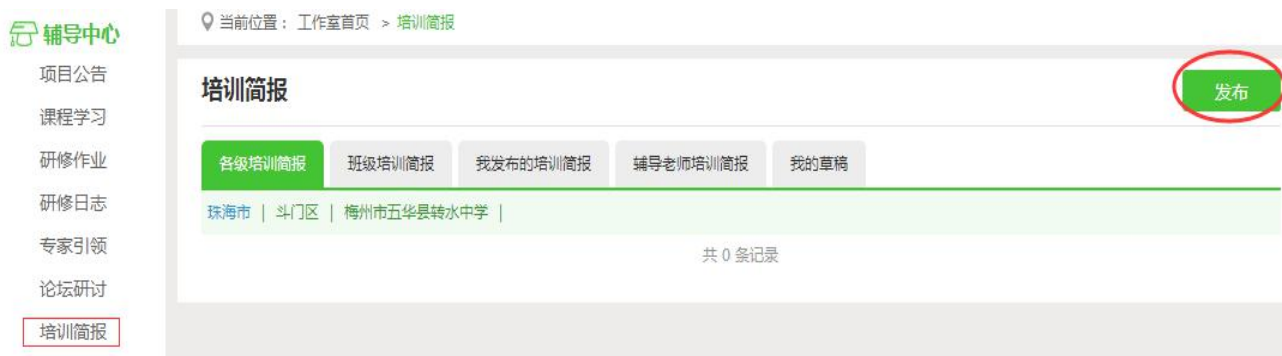 辅导中心
项目公告
课程学习
研修作业
研修日志
专家引领
论坛研讨
培训简报
当前位置： 工作室首页 > 培训简报
培训简报
发布
各级培训简报 班级培训简报 我发布的培训简报 辅导老师培训简报 我的草稿
珠海市 | 斗门区 | 梅州市五华县转水中学 |
共 0 条记录